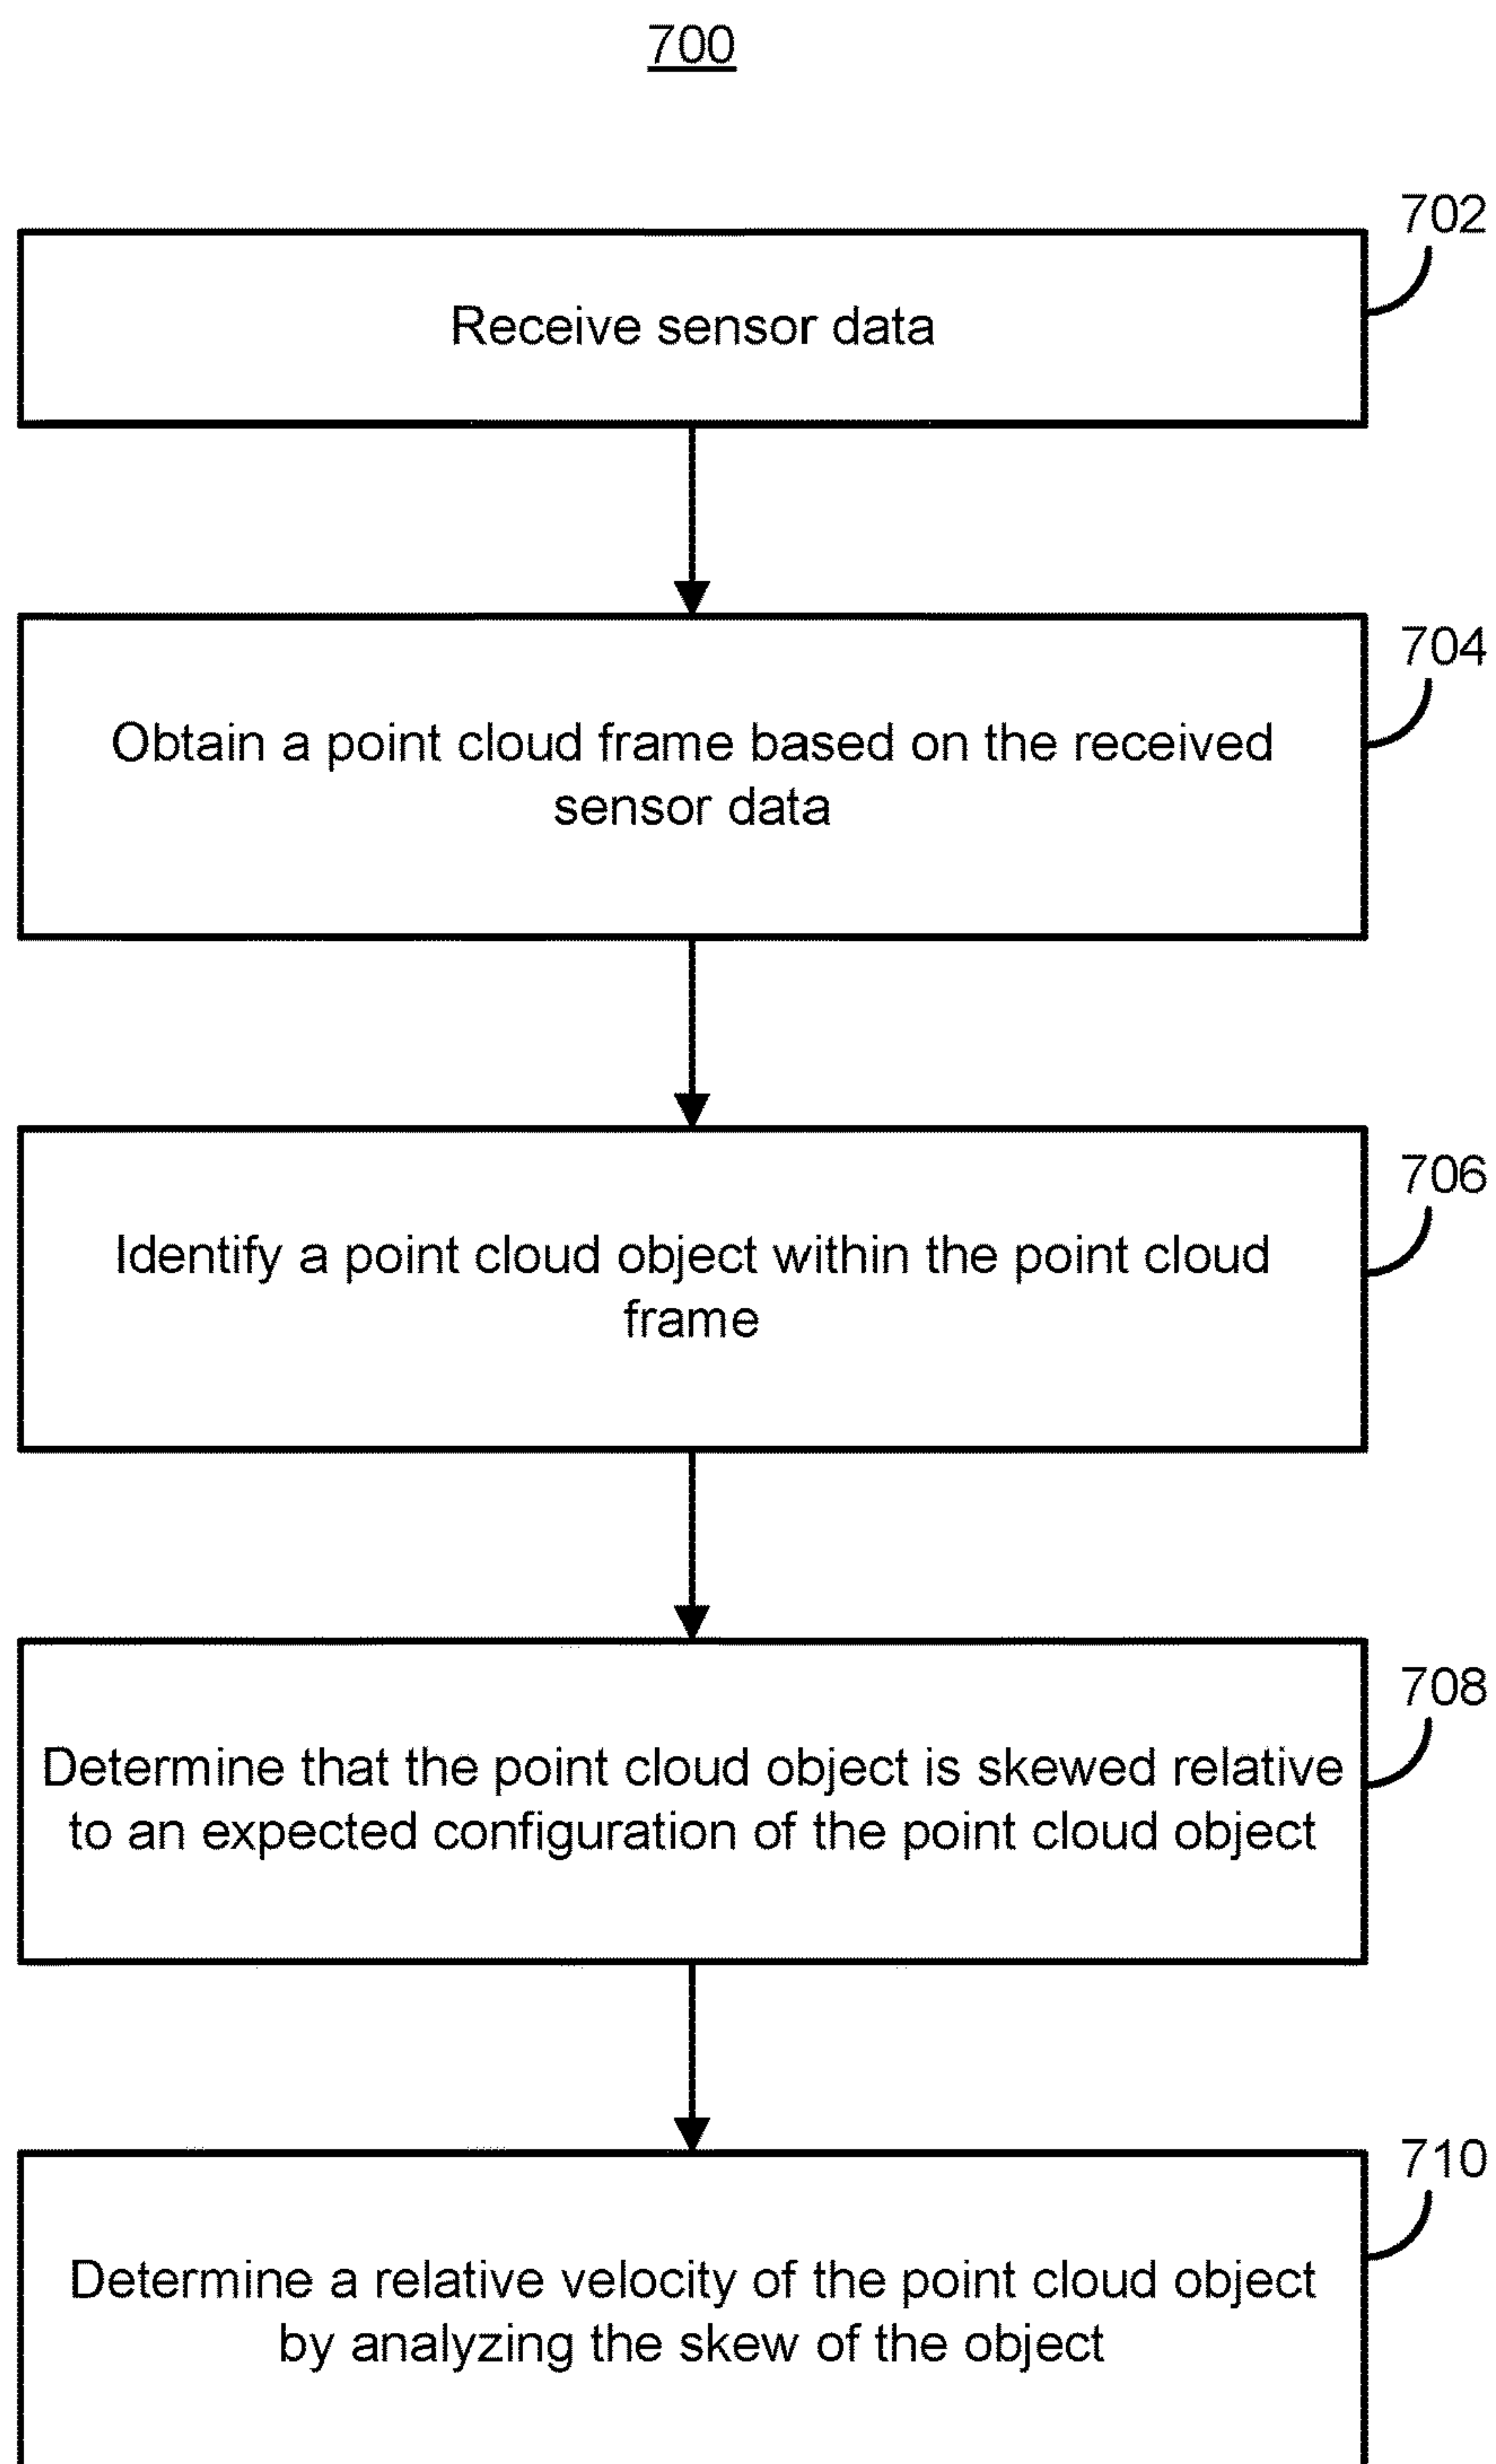 700
702
Receive sensor data
704
Obtain a point cloud frame based on the received
sensor data
706
Identify a point cloud object within the point cloud
frame
708
Determine that the point cloud object is skewed relative
to an expected configuration of the point cloud object
710
Determine a relative velocity of the point cloud object
by analyzing the skew of the object